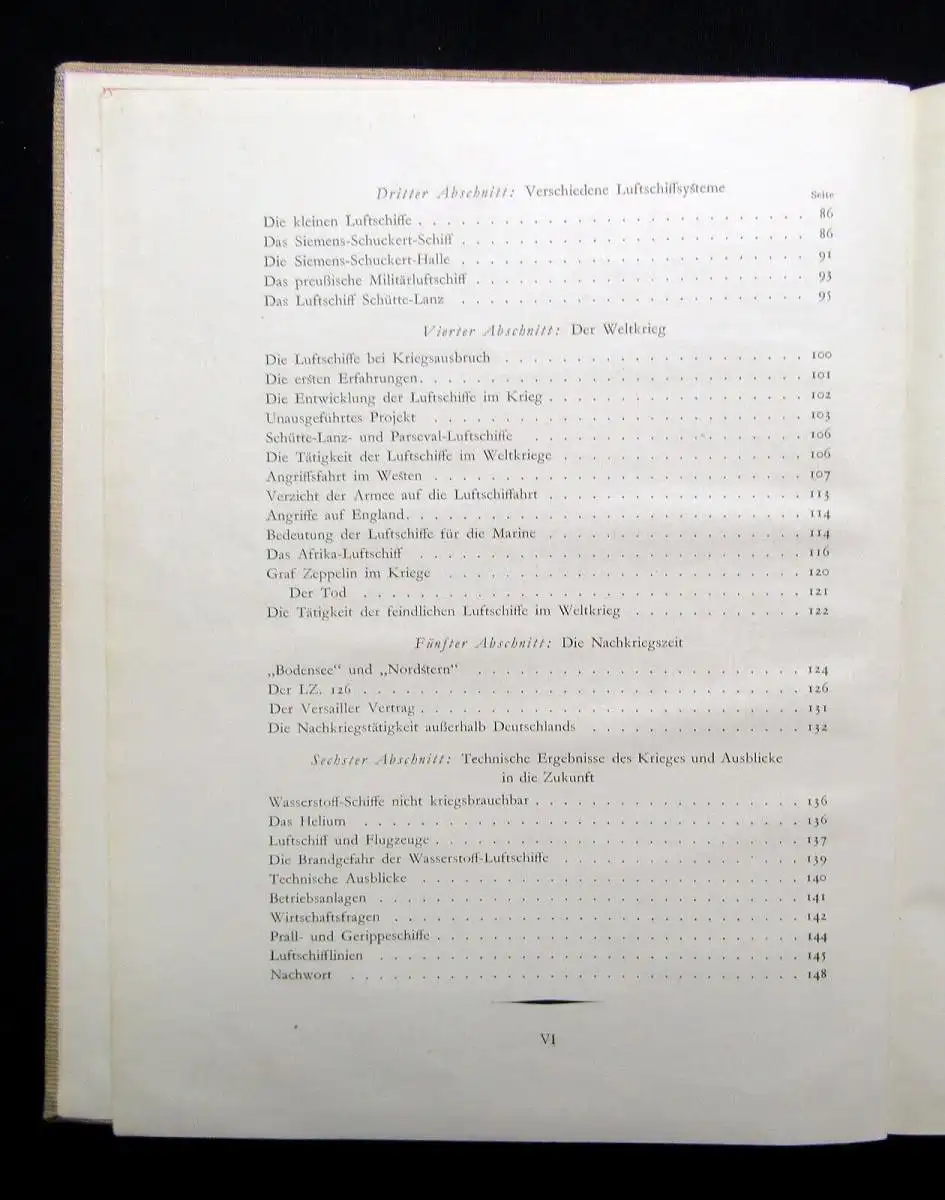 Dritter Abschnitt: Verschiedene Luftschiffsysteme
Seite
Die kleinen Luftschiffe . . . . . . . . . . . . . . . . . . . . 86
Das Siemens-Schuckert-Schiff . . . . . . . . . . . . . . . . . . . . 86
Die Siemens-Schuckert-Halle . . . . . . . . . . . . . . . . . . . . 91
Das preußische Militärluftschiff . . . . . . . . . . . . . . . . . . . . 93
Das Luftschiff Schütte-Lanz . . . . . . . . . . . . . . . . . . . . 95
Vierter Abschnitt: Der Weltkrieg
Die Luftschiffe bei Kriegsausbruch . . . . . . . . . . . . . . . . . . 100
Die ersten Erfahrungen . . . . . . . . . . . . . . . . . . . . 101
Die Entwicklung der Luftschiffe im Krieg . . . . . . . . . . . . . . . 102
Unausgeführtes Projekt . . . . . . . . . . . . . . . . . . . . 103
Schütte-Lanz- und Parseval-Luftschiffe . . . . . . . . . . . . . . . . 106
Die Tätigkeit der Luftschiffe im Weltkriege . . . . . . . . . . . . . . 106
Angriffsfahrt im Westen . . . . . . . . . . . . . . . . . . . . 107
Verzicht der Armee auf die Luftschiffahrt . . . . . . . . . . . . . . . 113
Angriffe auf England . . . . . . . . . . . . . . . . . . . . 114
Bedeutung der Luftschiffe für die Marine . . . . . . . . . . . . . . . 114
Das Afrika-Luftschiff . . . . . . . . . . . . . . . . . . . . 116
Graf Zeppelin im Kriege . . . . . . . . . . . . . . . . . . . . 120
Der Tod . . . . . . . . . . . . . . . . . . . . 121
Die Tätigkeit der feindlichen Luftschiffe im Weltkrieg . . . . . . . . . . 122
Fünfter Abschnitt: Die Nachkriegszeit
„Bodensee“ und „Nordstern“ . . . . . . . . . . . . . . . . . . . . 124
Der LZ. 126 . . . . . . . . . . . . . . . . . . . . 126
Der Versailler Vertrag . . . . . . . . . . . . . . . . . . . . 131
Die Nachkriegstätigkeit außerhalb Deutschlands . . . . . . . . . . . . . 132
Sechster Abschnitt: Technische Ergebnisse des Krieges und Ausblicke
in die Zukunft
Wasserstoff-Schiffe nicht kriegsbrauchbar . . . . . . . . . . . . . . . 136
Das Helium . . . . . . . . . . . . . . . . . . . . 136
Luftschiff und Flugzeuge . . . . . . . . . . . . . . . . . . . . 137
Die Brandgefahr der Wasserstoff-Luftschiffe . . . . . . . . . . . . . . 139
Technische Ausblicke . . . . . . . . . . . . . . . . . . . . 140
Betriebsanlagen . . . . . . . . . . . . . . . . . . . . 141
Wirtschaftsfragen . . . . . . . . . . . . . . . . . . . . 142
Prall- und Gerippeschiffe . . . . . . . . . . . . . . . . . . . . 144
Luftschifflinien . . . . . . . . . . . . . . . . . . . . 145
Nachwort . . . . . . . . . . . . . . . . . . . . 148
VI